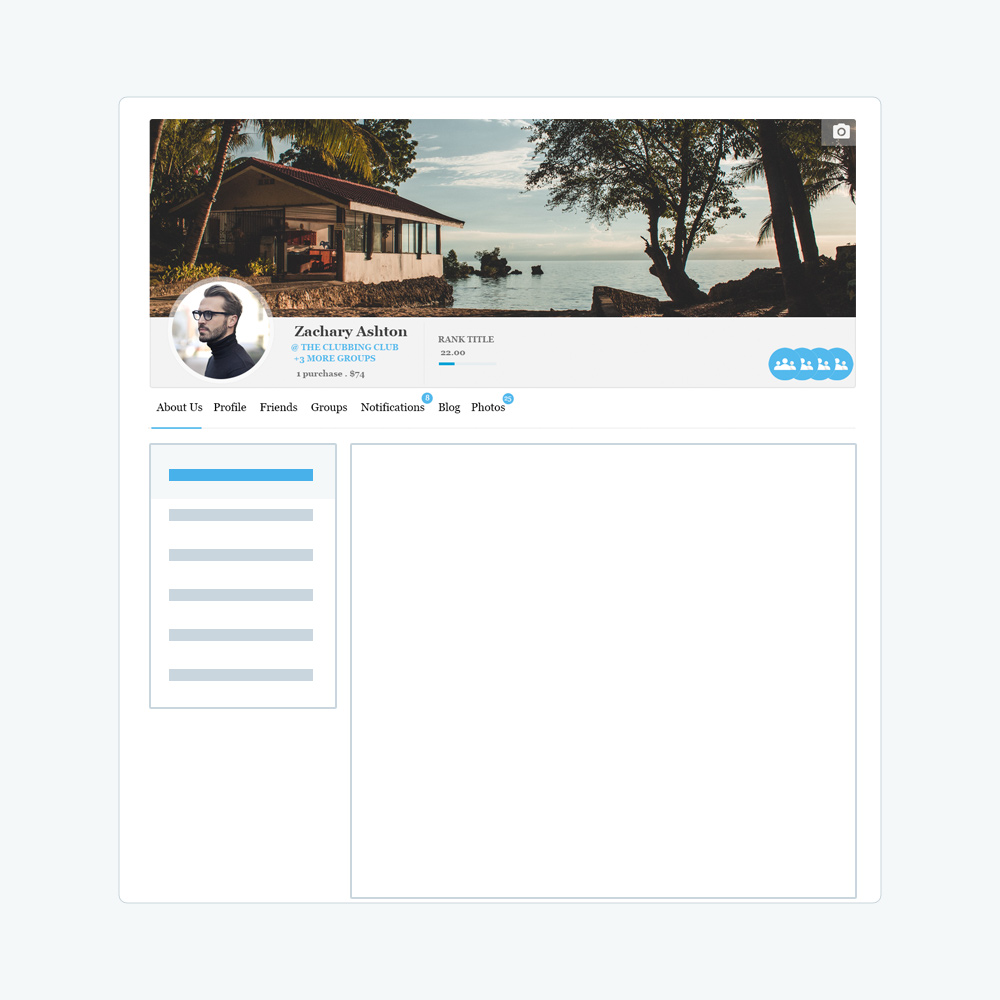 Zachary Ashton
@ THE CLUBBING CLUB
+3 MORE GROUPS
1 purchase . $74
RANK TITLE
22.00
About Us Profile Friends Groups Notifications 8 Blog Photos 25